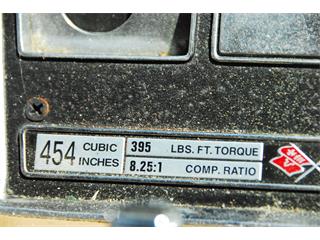 454 CUBIC INCHES
395 LBS. FT. TORQUE
8.25:1 COMP. RATIO